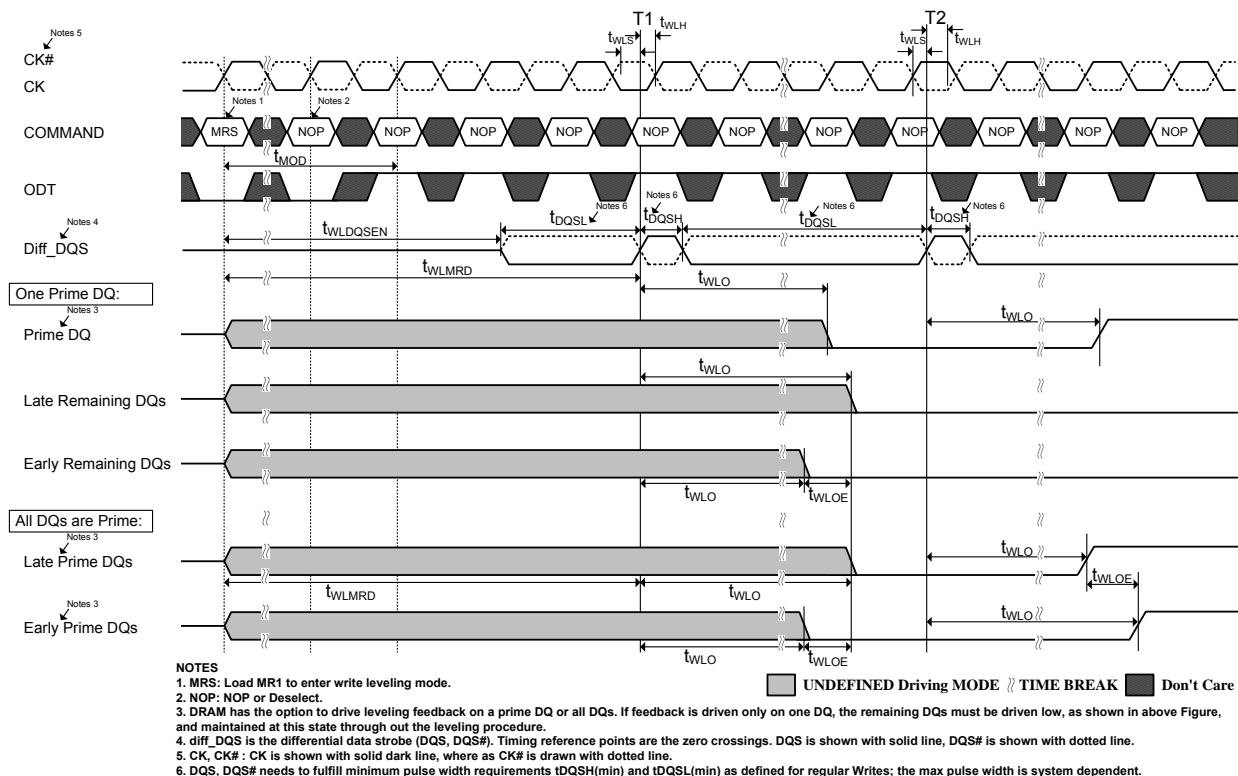 T1 T2
tWLS tWLH tWLS tWLH
Notes 5
CK#
CK
Notes 1 Notes 2
COMMAND MRS NOP NOP NOP NOP NOP NOP NOP NOP NOP NOP NOP
tMOD
ODT
Notes 4 tDQSL Notes 6 Notes 6 tDQSH tDQSL Notes 6 tDQSH Notes 6
Diff_DQS tWLDQSEN
tWLMRD tWLO
One Prime DQ:
Notes 3
Prime DQ tWLO
tWLO
Late Remaining DQs
Early Remaining DQs
tWLO tWLOE
All DQs are Prime:
Notes 3
Late Prime DQs tWLO
tWLMRD tWLO tWLOE
Notes 3
Early Prime DQs tWLO
tWLO tWLOE
NOTES
1. MRS: Load MR1 to enter write leveling mode.
2. NOP: NOP or Deselect.
UNDEFINED Driving MODE TIME BREAK Don't Care
3. DRAM has the option to drive leveling feedback on a prime DQ or all DQs. If feedback is driven only on one DQ, the remaining DQs must be driven low, as shown in above Figure,
and maintained at this state through out the leveling procedure.
4. diff_DQS is the differential data strobe (DQS, DQS#). Timing reference points are the zero crossings. DQS is shown with solid line, DQS# is shown with dotted line.
5. CK, CK# : CK is shown with solid dark line, where as CK# is drawn with dotted line.
6. DQS, DQS# needs to fulfill minimum pulse width requirements tDQSH(min) and tDQSL(min) as defined for regular Writes; the max pulse width is system dependent.